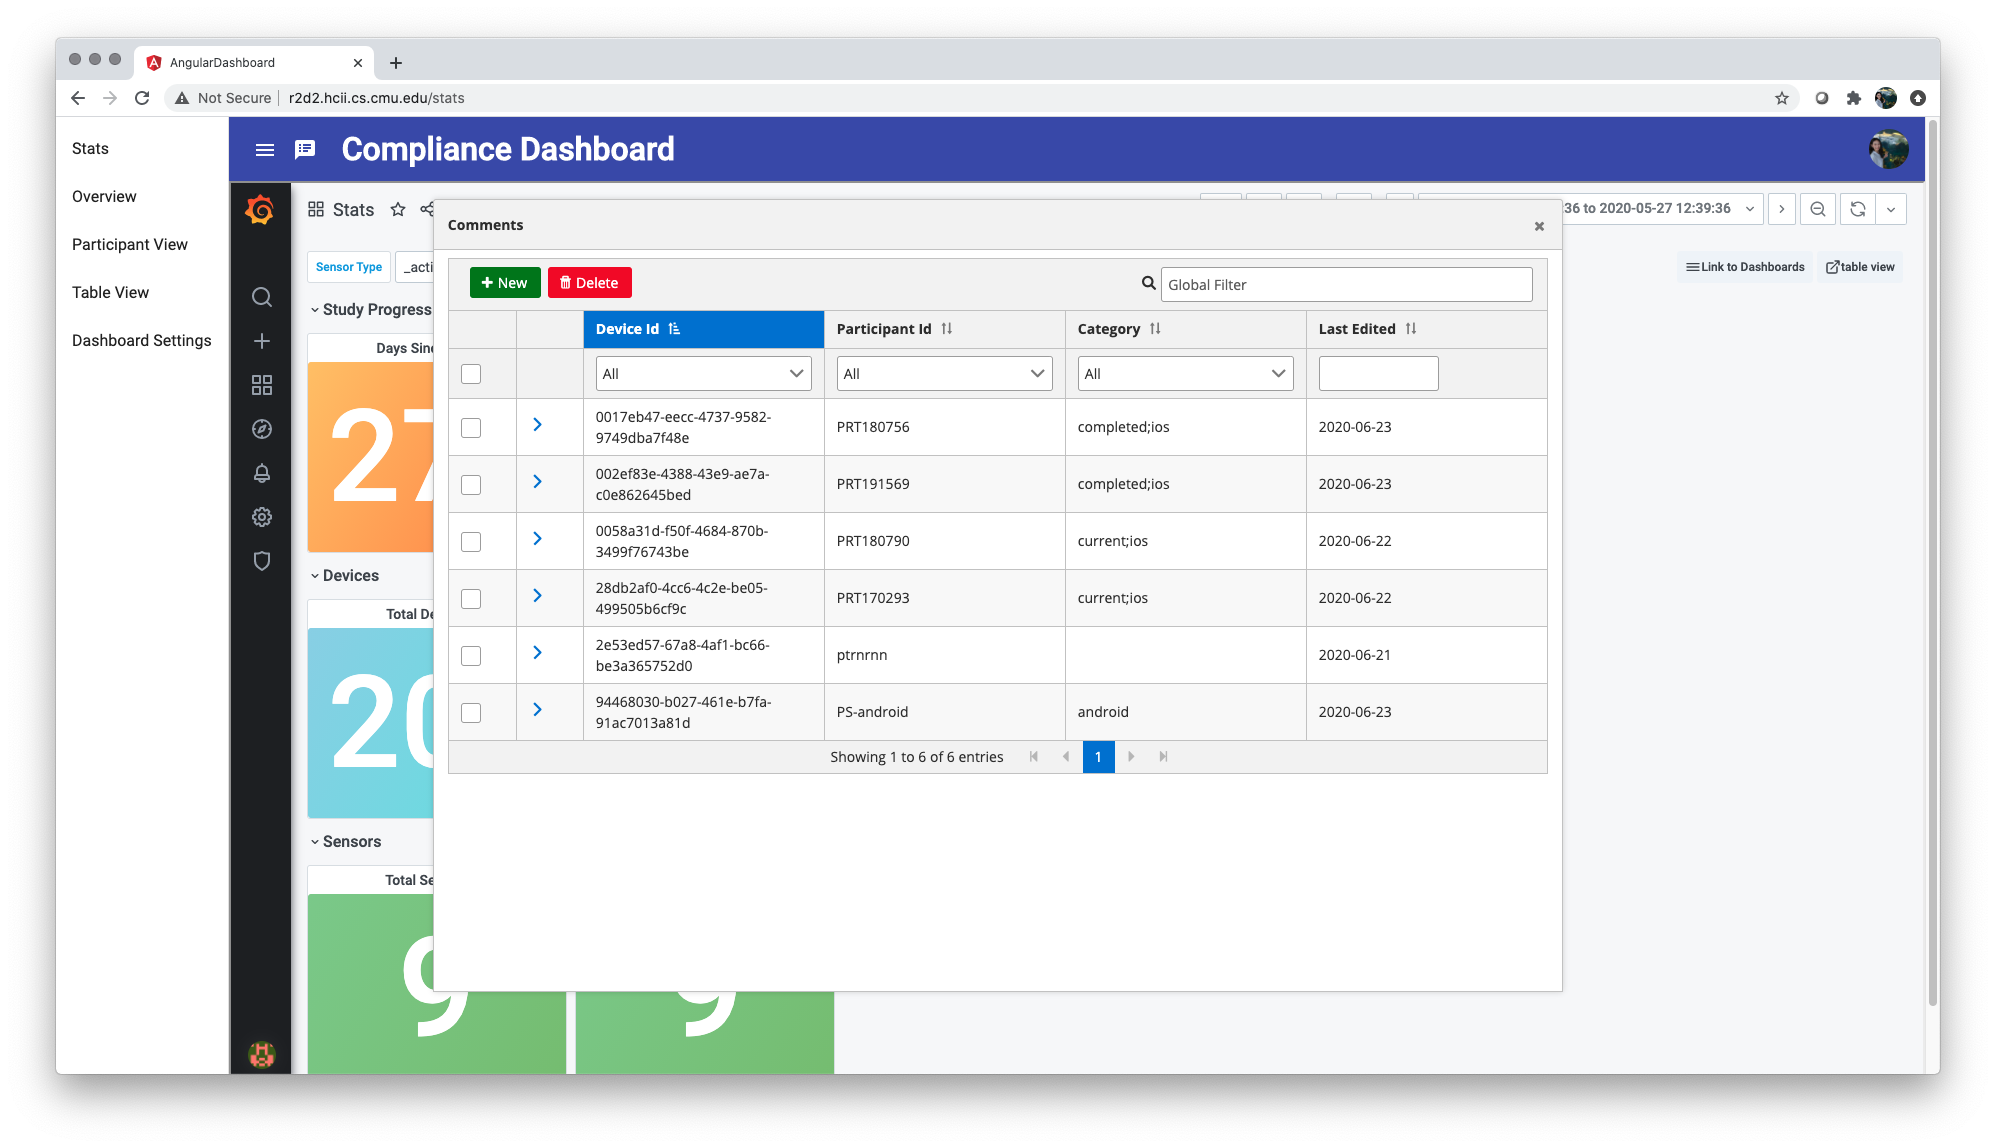 AngularDashboard
Not Secure
r2d2.hcii.cs.cmu.edu/stats
Stats
Overview
Participant View
Table View
Dashboard Settings
Compliance Dashboard
Stats
36 to 2020-05-27 12:39:36
Sensor Type
_acti
Link to Dashboards
table view
Study Progress
Days Sinc
27
Devices
Total De
20
Sensors
Total Se
9
9
Comments
New
Delete
Global Filter
Device Id
Participant Id
Category
Last Edited
All
All
All
0017eb47-eecc-4737-9582-
9749dba7f48e
PRT180756
completed;ios
2020-06-23
002ef83e-4388-43e9-ae7a-
c0e862645bed
PRT191569
completed;ios
2020-06-23
0058a31d-f50f-4684-870b-
3499f76743be
PRT180790
current;ios
2020-06-22
28db2af0-4cc6-4c2e-be05-
499505b6cf9c
PRT170293
current;ios
2020-06-22
2e53ed57-67a8-4af1-bc66-
be3a365752d0
ptrnrnn
2020-06-21
94468030-b027-461e-b7fa-
91ac7013a81d
PS-android
android
2020-06-23
Showing 1 to 6 of 6 entries
1